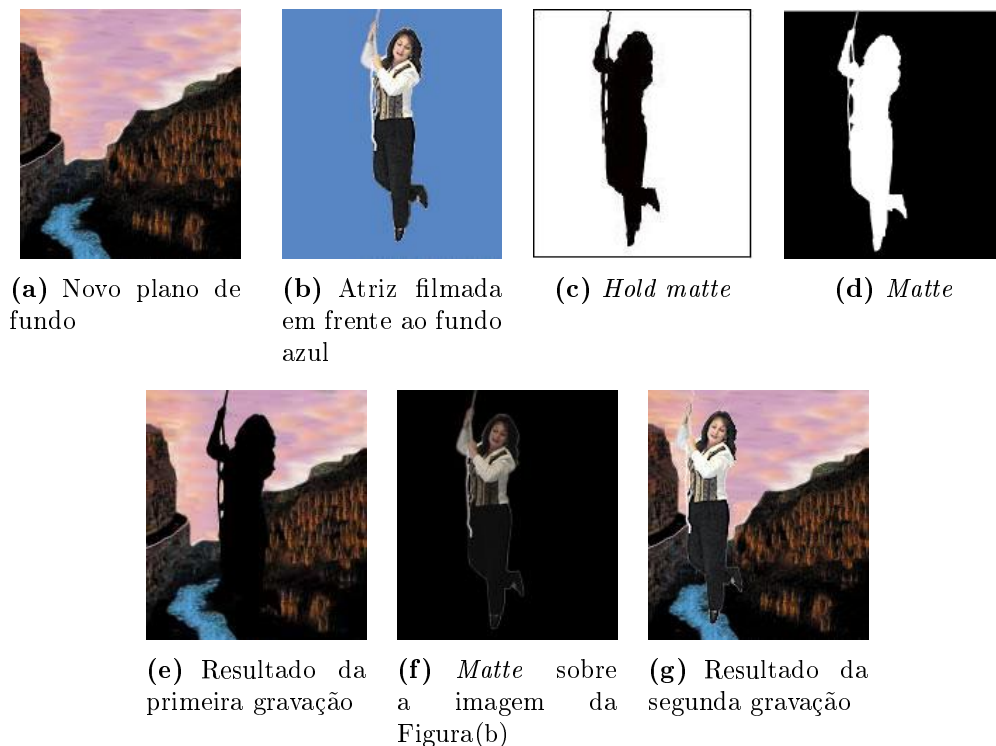 (a) Novo plano de
fundo
(b) Atriz filmada
em frente ao fundo
azul
(c) Hold matte
(d) Matte
(e) Resultado da
primeira gravação
(f) Matte sobre
a imagem da
Figura(b)
(g) Resultado da
segunda gravação